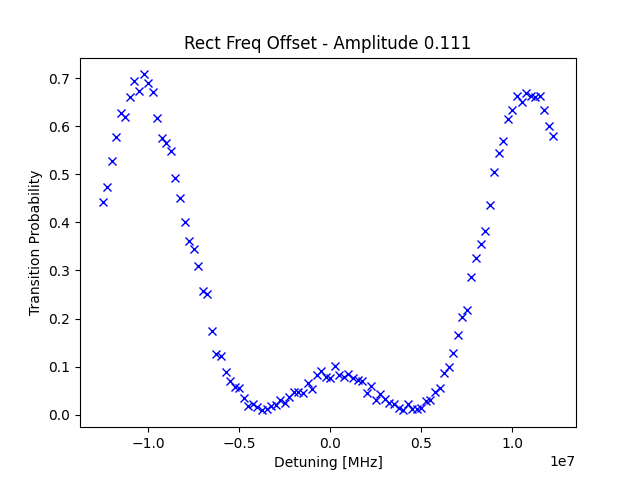 Rect Freq Offset - Amplitude 0.111
Transition Probability
0.7
0.6
0.5
0.4
0.3
0.2
0.1
0.0
−1.0 −0.5 0.0 0.5 1.0
1e7
Detuning [MHz]